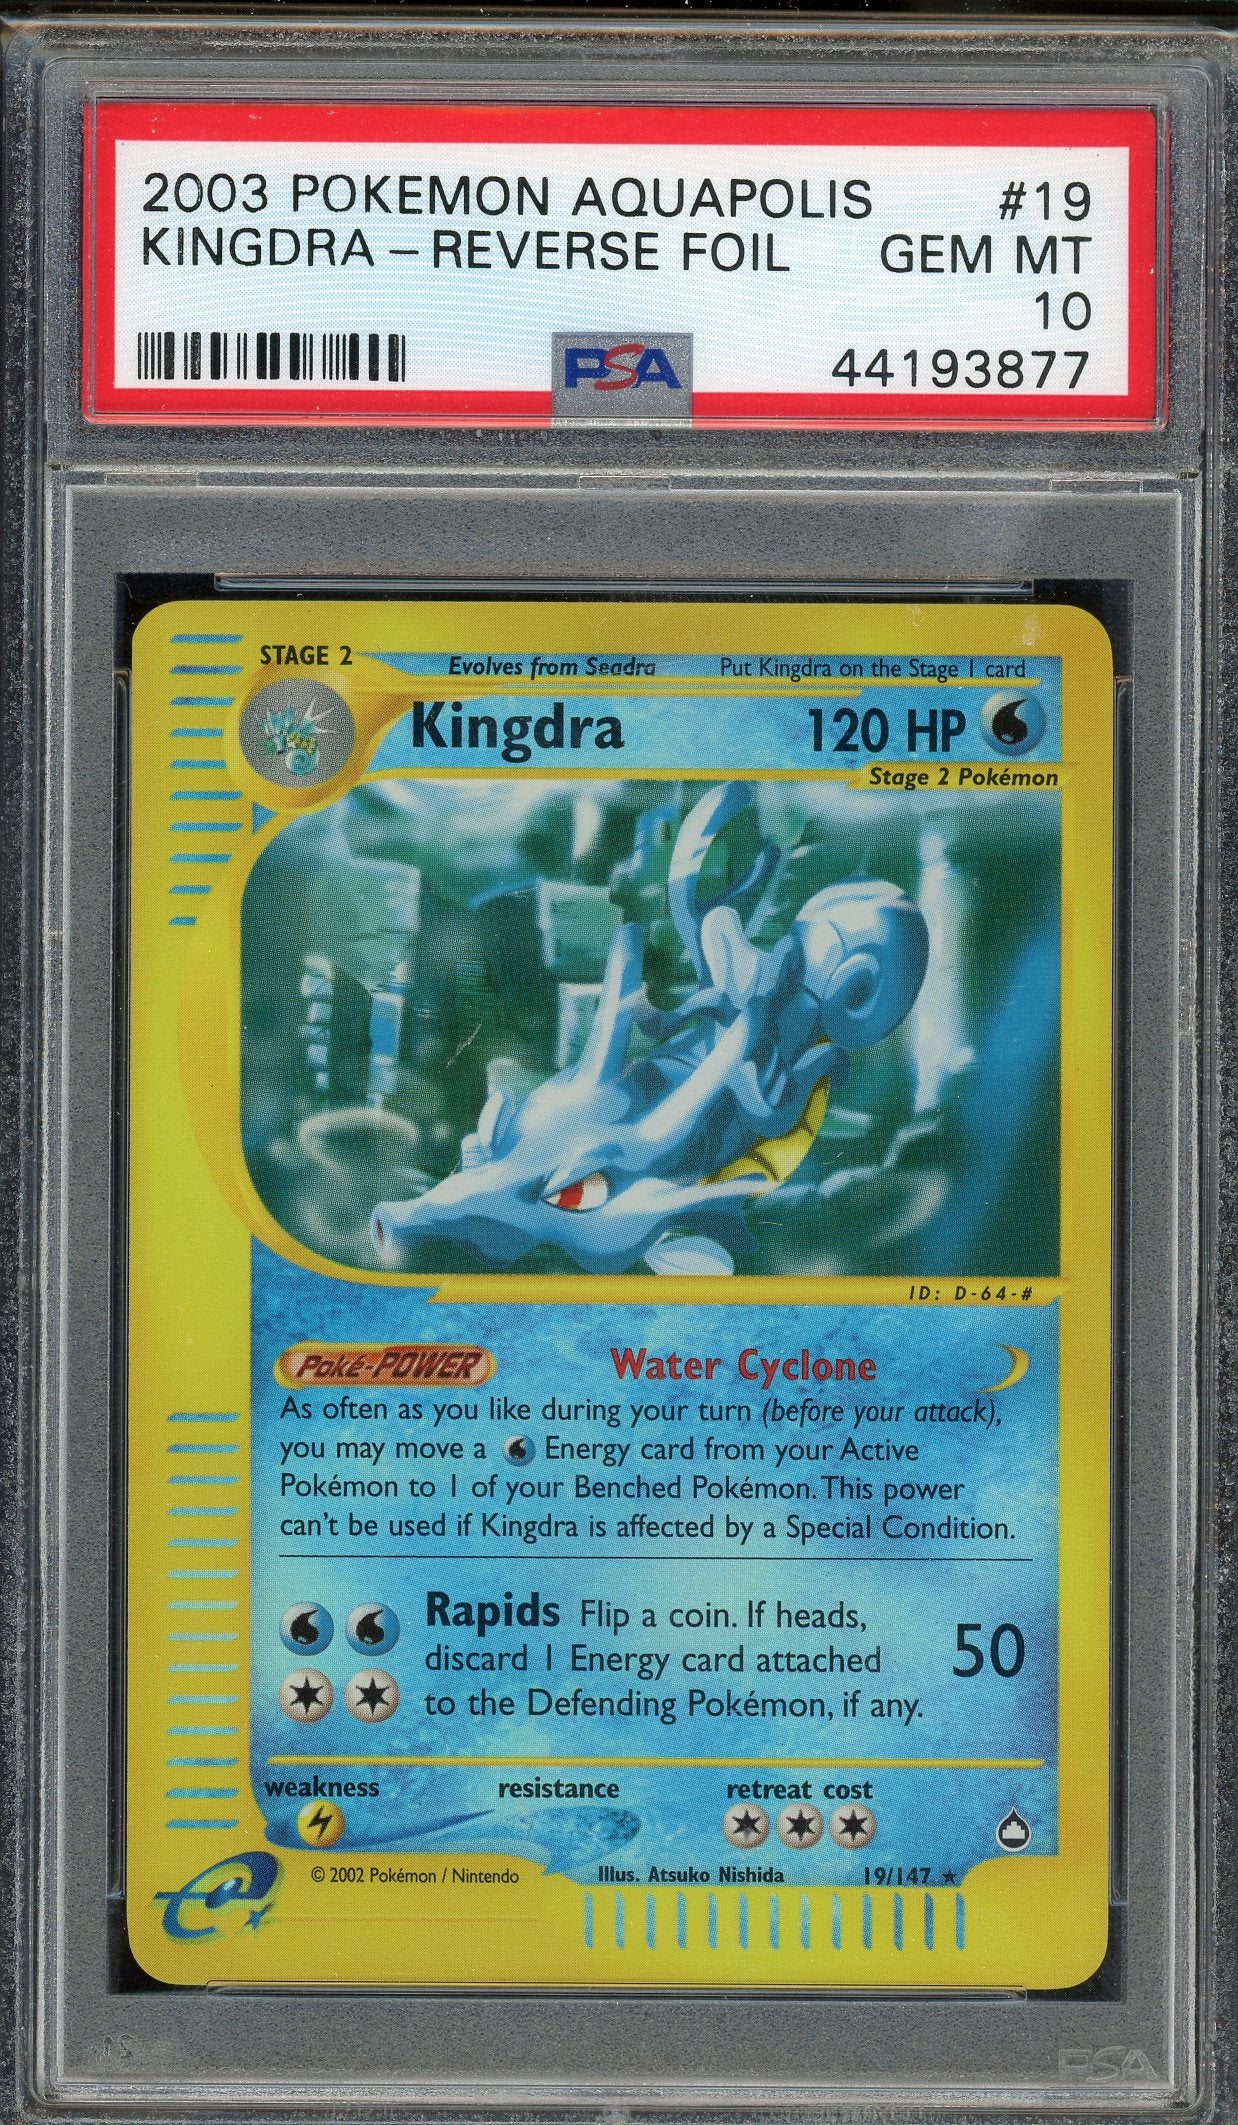 2003 POKEMON AQUAPOLIS #19
KINGDRA - REVERSE FOIL GEM MT
10
PSA 44193877
STAGE 2 Evolves from Seadra Put Kingdra on the Stage 1 card
Kingdra 120 HP
Stage 2 Pokémon
ID: D-64-#
Poké-POWER Water Cyclone
As often as you like during your turn (before your attack),
you may move a Energy card from your Active
Pokémon to 1 of your Benched Pokémon. This power
can't be used if Kingdra is affected by a Special Condition.
Rapids Flip a coin. If heads,
discard 1 Energy card attached 50
to the Defending Pokémon, if any.
weakness resistance retreat cost
© 2002 Pokémon / Nintendo Illus. Atsuko Nishida 19/147 ★
e
PSA